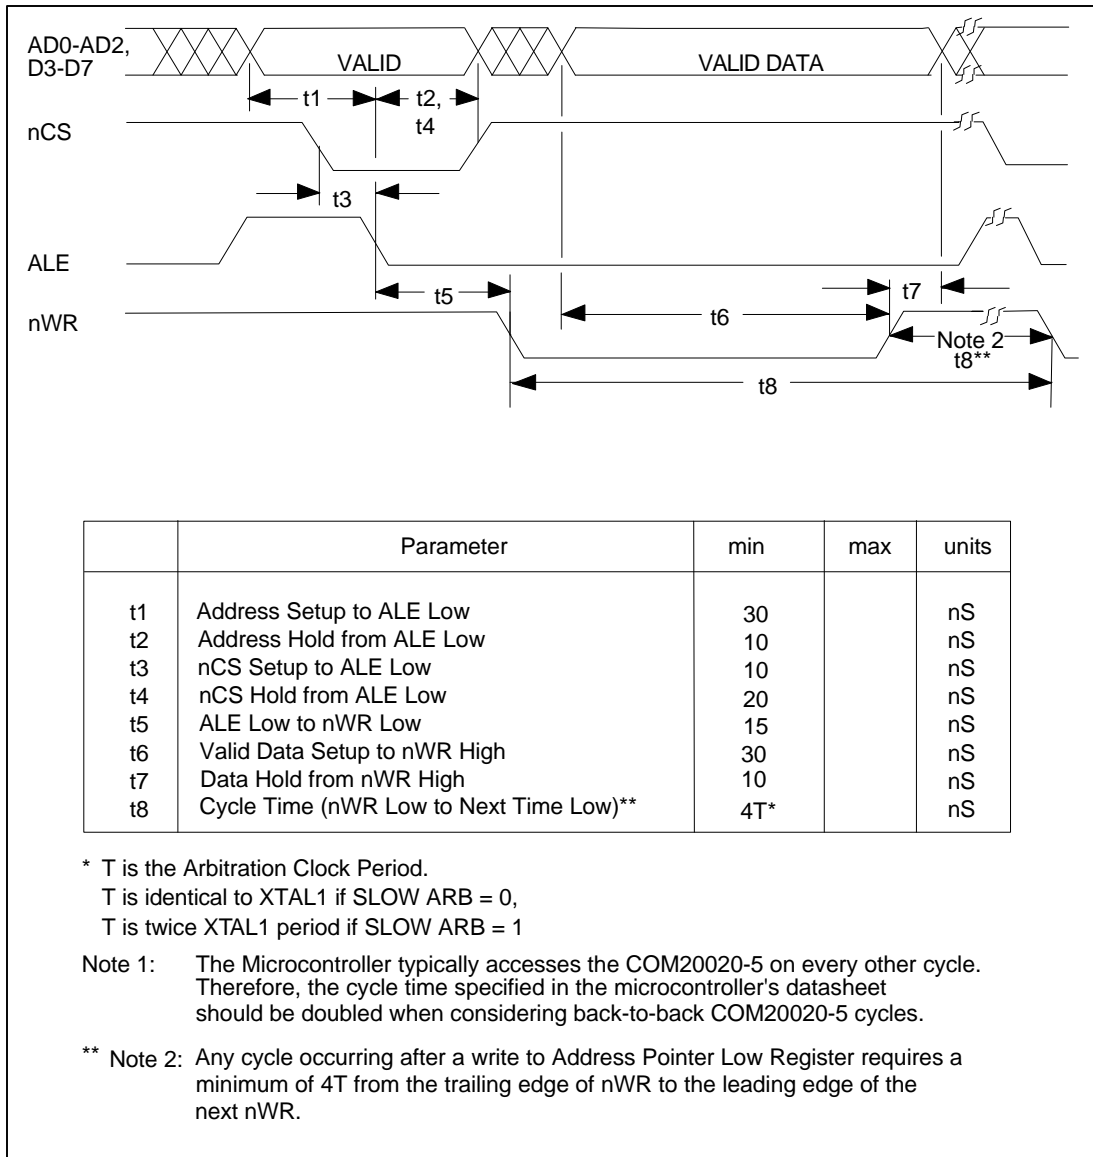 AD0-AD2,
D3-D7
VALID
VALID DATA
t1
t2,
t4
nCS
t3
ALE
t5
t7
nWR
t6
Note 2
t8**
t8
Parameter min max units
t1 Address Setup to ALE Low 30 nS
t2 Address Hold from ALE Low 10 nS
t3 nCS Setup to ALE Low 10 nS
t4 nCS Hold from ALE Low 20 nS
t5 ALE Low to nWR Low 15 nS
t6 Valid Data Setup to nWR High 30 nS
t7 Data Hold from nWR High 10 nS
t8 Cycle Time (nWR Low to Next Time Low)** 4T* nS
* T is the Arbitration Clock Period.
T is identical to XTAL1 if SLOW ARB = 0,
T is twice XTAL1 period if SLOW ARB = 1
Note 1: The Microcontroller typically accesses the COM20020-5 on every other cycle.
Therefore, the cycle time specified in the microcontroller's datasheet
should be doubled when considering back-to-back COM20020-5 cycles.
** Note 2: Any cycle occurring after a write to Address Pointer Low Register requires a
minimum of 4T from the trailing edge of nWR to the leading edge of the
next nWR.